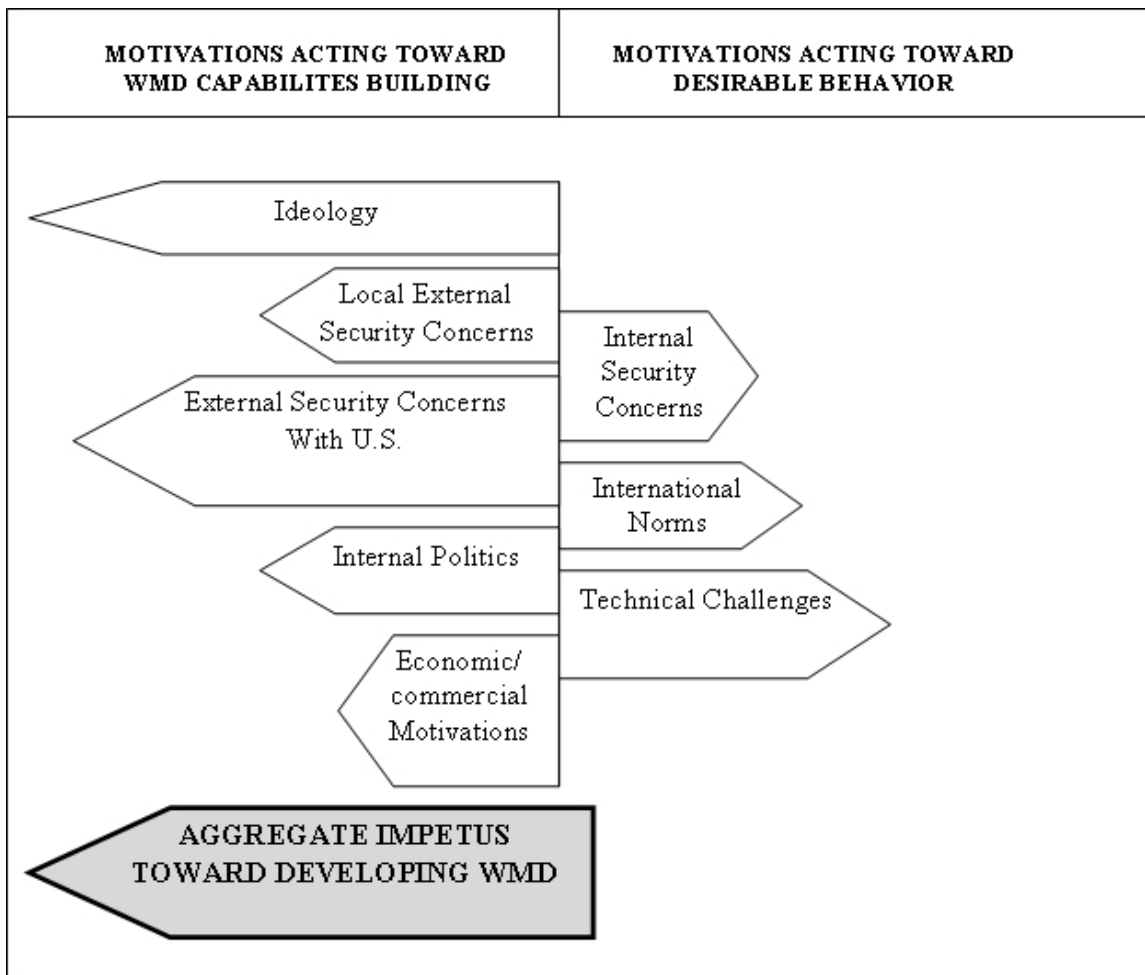 MOTIVATIONS ACTING TOWARD
WMD CAPABILITES BUILDING
MOTIVATIONS ACTING TOWARD
DESIRABLE BEHAVIOR
Ideology
Local External
Security Concerns
Internal
Security
Concerns
External Security Concerns
With U.S.
International
Norms
Internal Politics
Technical Challenges
Economic/
commercial
Motivations
AGGREGATE IMPETUS
TOWARD DEVELOPING WMD